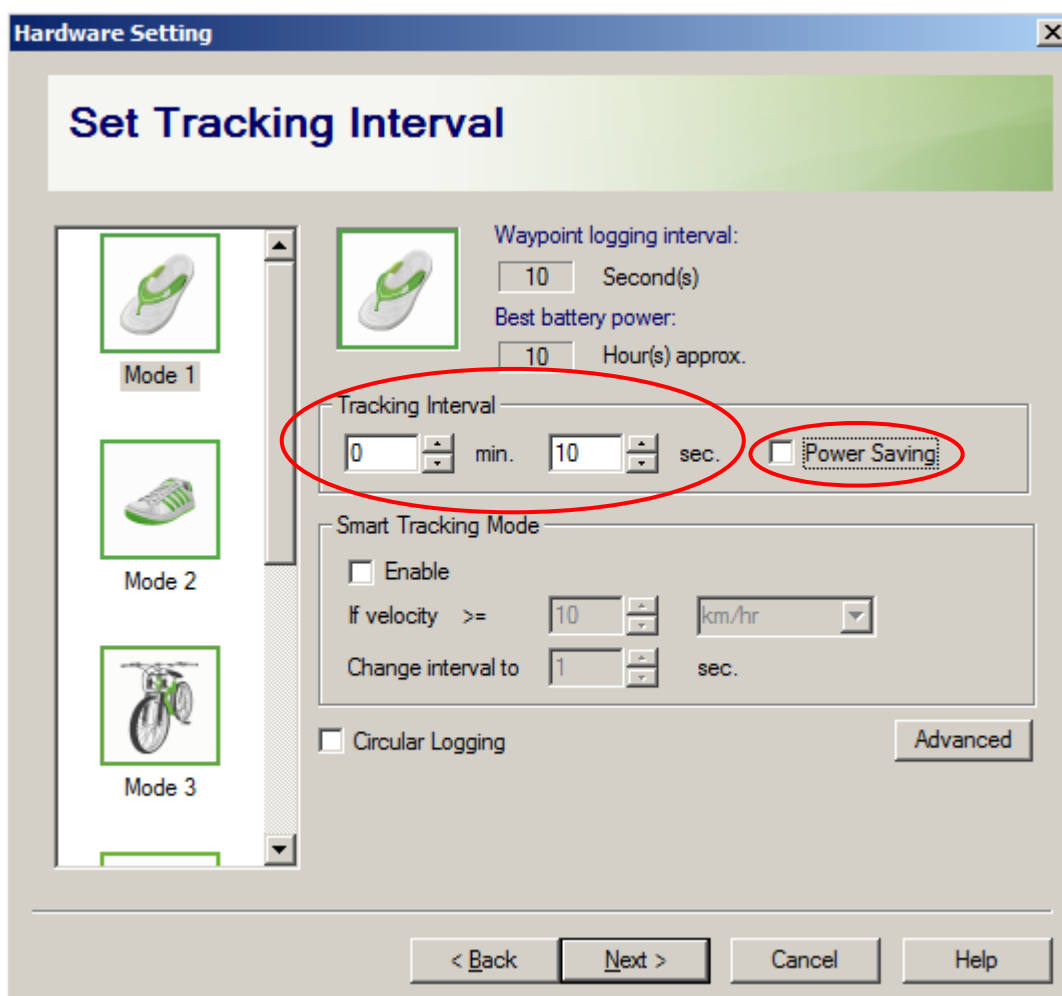 Hardware Setting
Set Tracking Interval
Mode 1
Mode 2
Mode 3
Waypoint logging interval:
10 Second(s)
Best battery power:
10 Hour(s) approx.
Tracking Interval
0 min. 10 sec. Power Saving
Smart Tracking Mode
Enable
If velocity >= 10 km/hr
Change interval to 1 sec.
Circular Logging
Advanced
< Back Next > Cancel Help